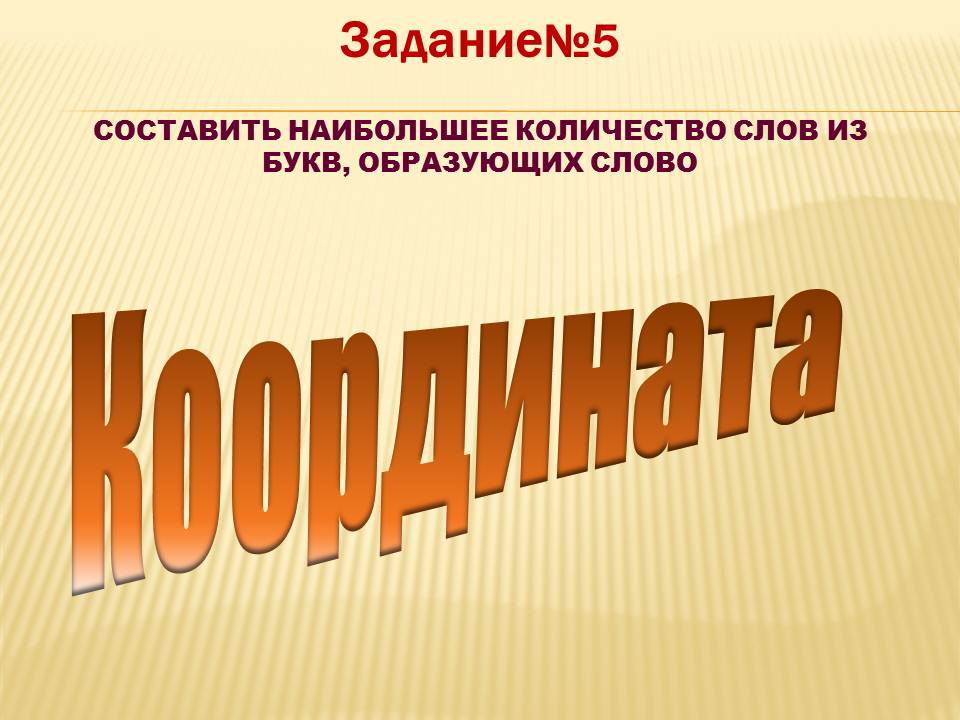 Задание№5
СОСТАВИТЬ НАИБОЛЬШЕЕ КОЛИЧЕСТВО СЛОВ ИЗ
БУКВ, ОБРАЗУЮЩИХ СЛОВО
Координата